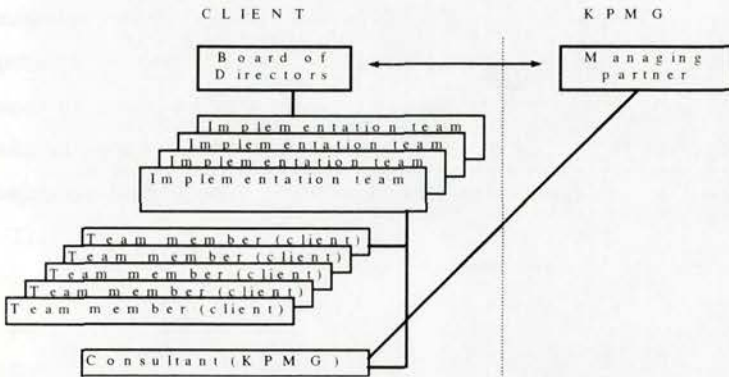 CLIENT
KPMG
Board of
Directors
Managing
partner
Implementation team
Implementation team
Implementation team
Implementation team
Team member (client)
Team member (client)
Team member (client)
Team member (client)
Team member (client)
Consultant (KPMG)